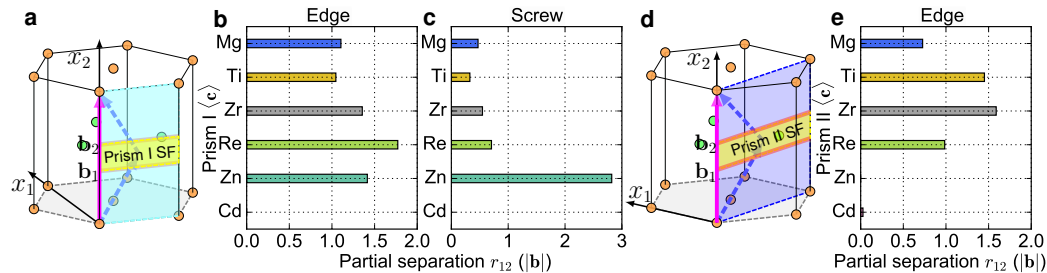 a
x₂
b₂
b₁
x₁
Prism I SF
b
Edge
Prism I ⟨c⟩
Mg
Ti
Zr
Re
Zn
Cd
0.0 0.5 1.0 1.5 2.0
c
Screw
Mg
Ti
Zr
Re
Zn
Cd
0 1 2 3
Partial separation r₁₂ (|b|)
d
x₂
b₂
b₁
x₁
Prism II SF
e
Edge
Prism II ⟨c⟩
Mg
Ti
Zr
Re
Zn
Cd
0.0 0.5 1.0 1.5 2.0
Partial separation r₁₂ (|b|)